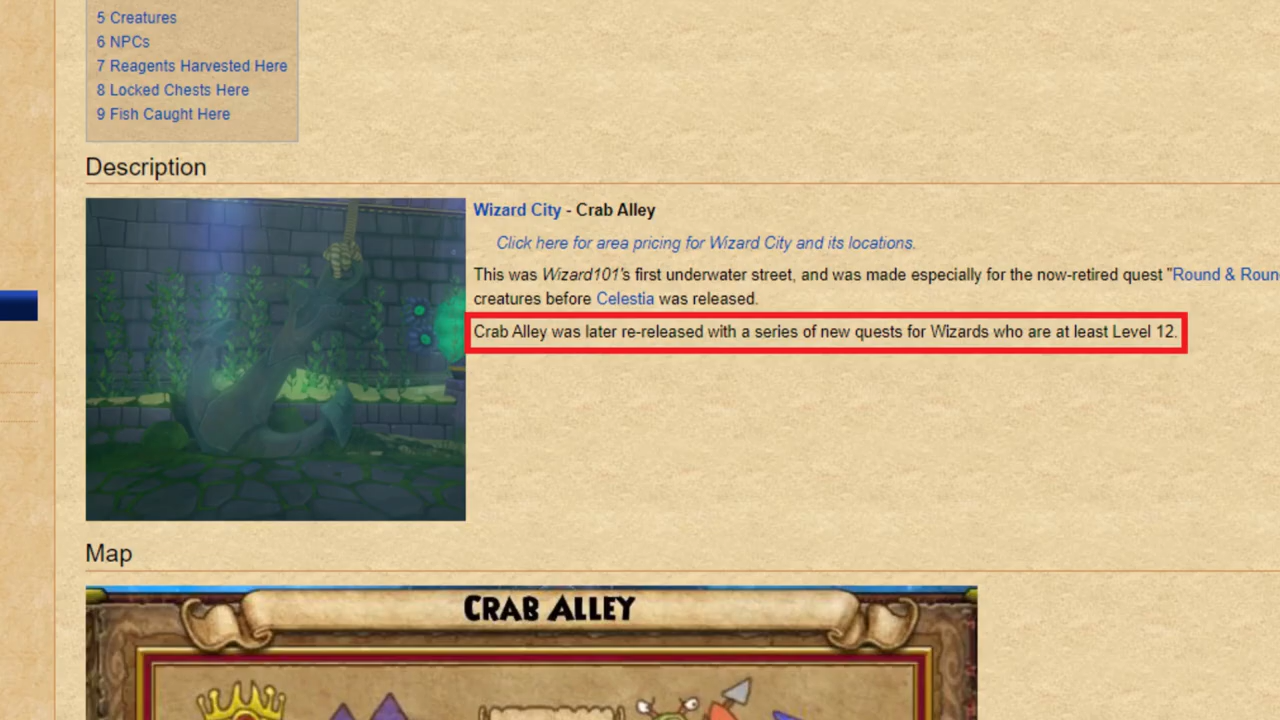 5 Creatures
6 NPCs
7 Reagents Harvested Here
8 Locked Chests Here
9 Fish Caught Here
Description
Wizard City - Crab Alley
Click here for area pricing for Wizard City and its locations.
This was Wizard101's first underwater street, and was made especially for the now-retired quest "Round & Roun
creatures before Celestia was released.
Crab Alley was later re-released with a series of new quests for Wizards who are at least Level 12.
Map
CRAB ALLEY